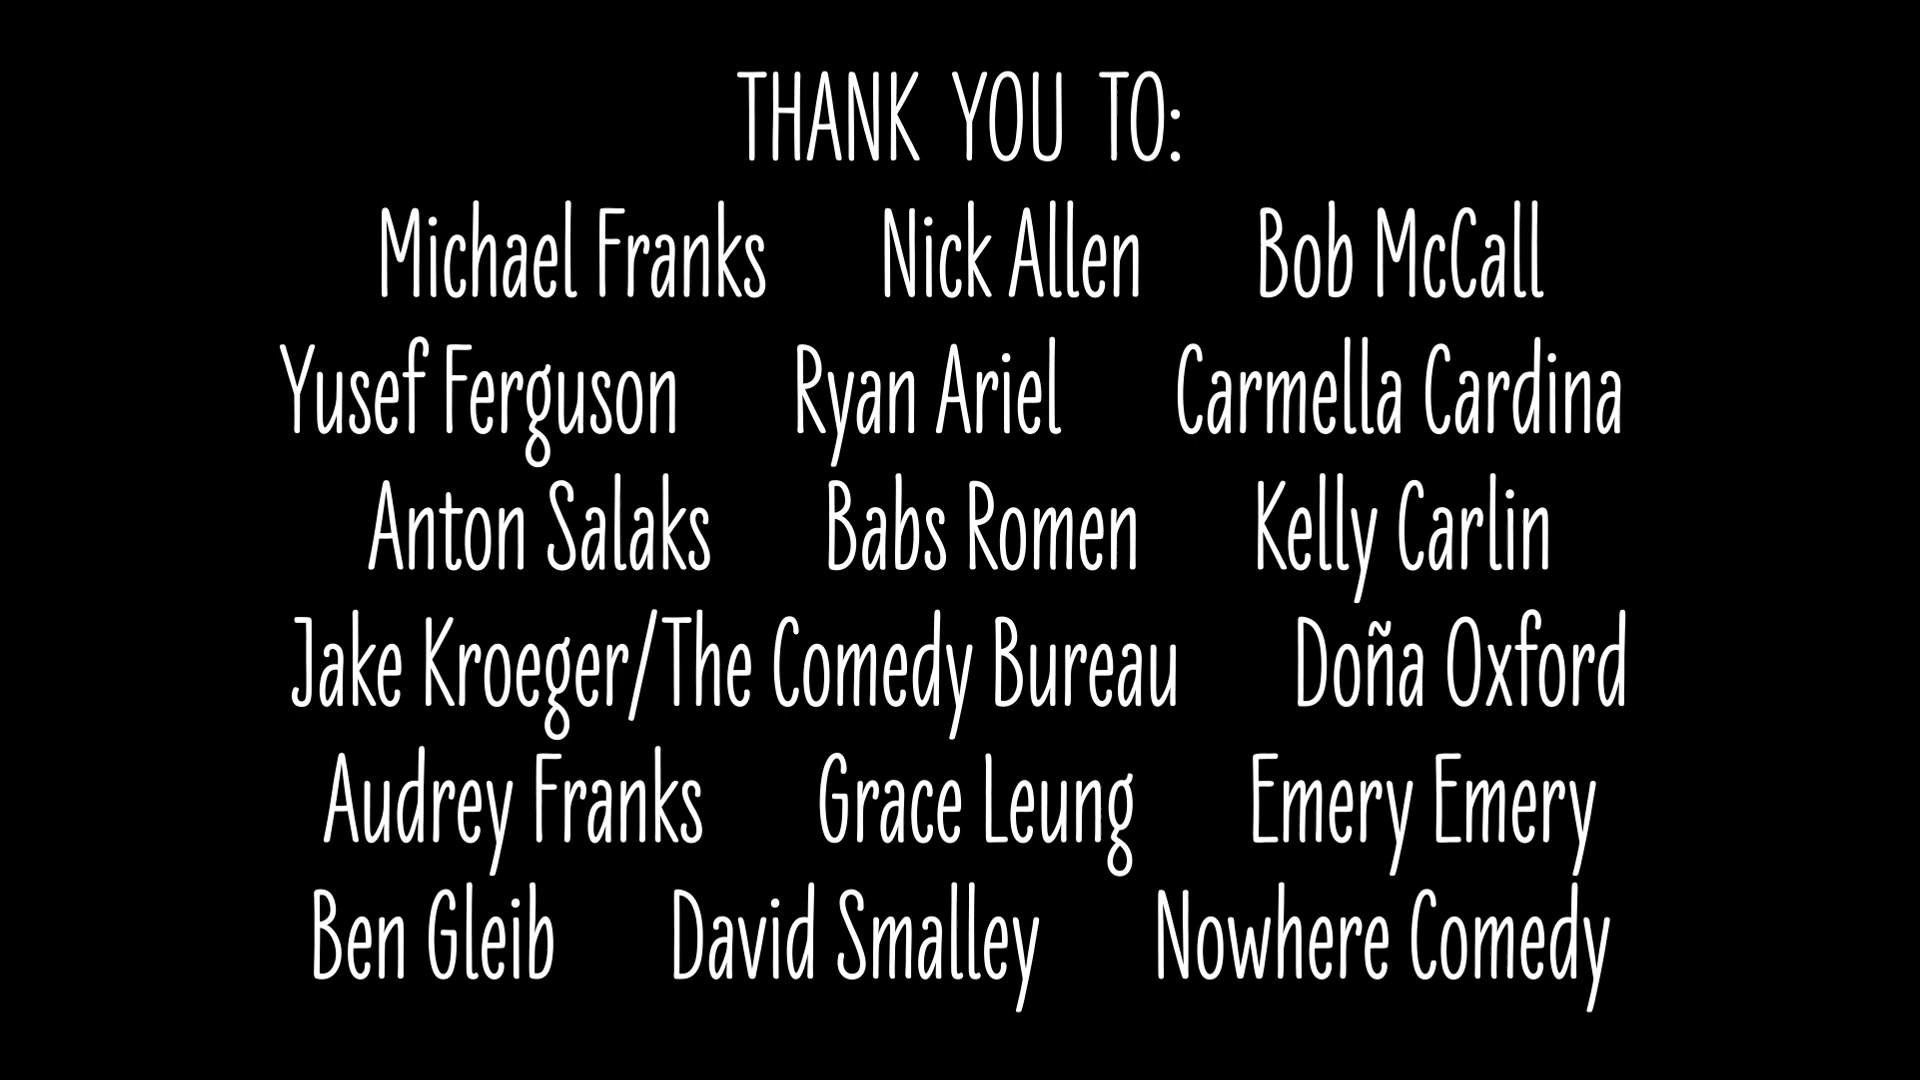 THANK YOU TO:
Michael Franks Nick Allen Bob McCall
Yusef Ferguson Ryan Ariel Carmella Cardina
Anton Salaks Babs Romen Kelly Carlin
Jake Kroeger/The Comedy Bureau Doña Oxford
Audrey Franks Grace Leung Emery Emery
Ben Gleib David Smalley Nowhere Comedy